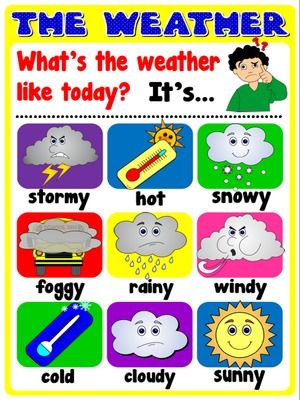 THE WEATHER
What's the weather
like today? It's...
stormy hot snowy
foggy rainy windy
cold cloudy sunny